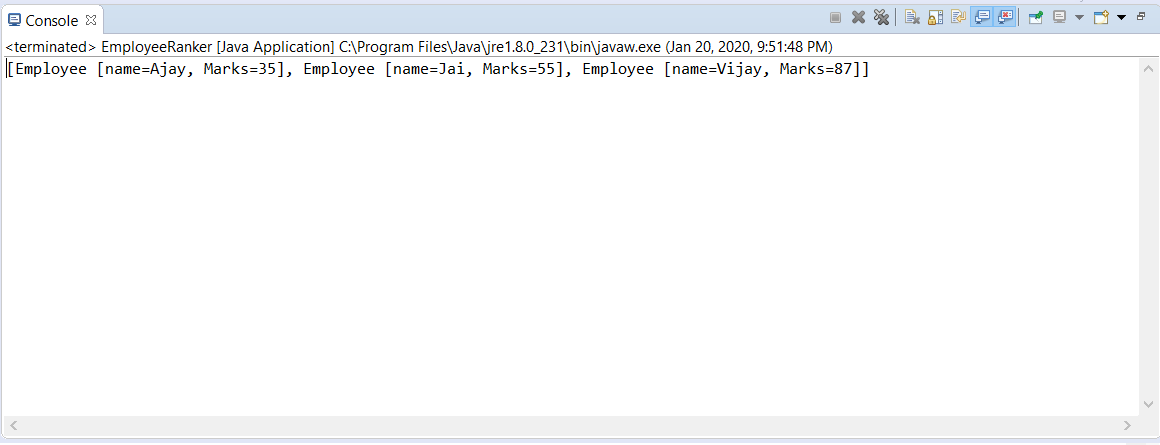 Console
<terminated> EmployeeRanker [Java Application] C:\Program Files\Java\jre1.8.0_231\bin\javaw.exe (Jan 20, 2020, 9:51:48 PM)
[Employee [name=Ajay, Marks=35], Employee [name=Jai, Marks=55], Employee [name=Vijay, Marks=87]]